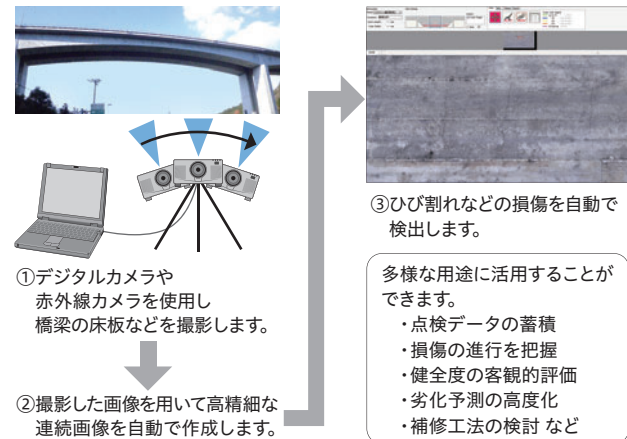 ①デジタルカメラや
赤外線カメラを使用し
橋梁の床板などを撮影します。
②撮影した画像を用いて高精細な
連続画像を自動で作成します。
③ひび割れなどの損傷を自動で
検出します。
多様な用途に活用することが
できます。
・点検データの蓄積
・損傷の進行を把握
・健全度の客観的評価
・劣化予測の高度化
・補修工法の検討 など